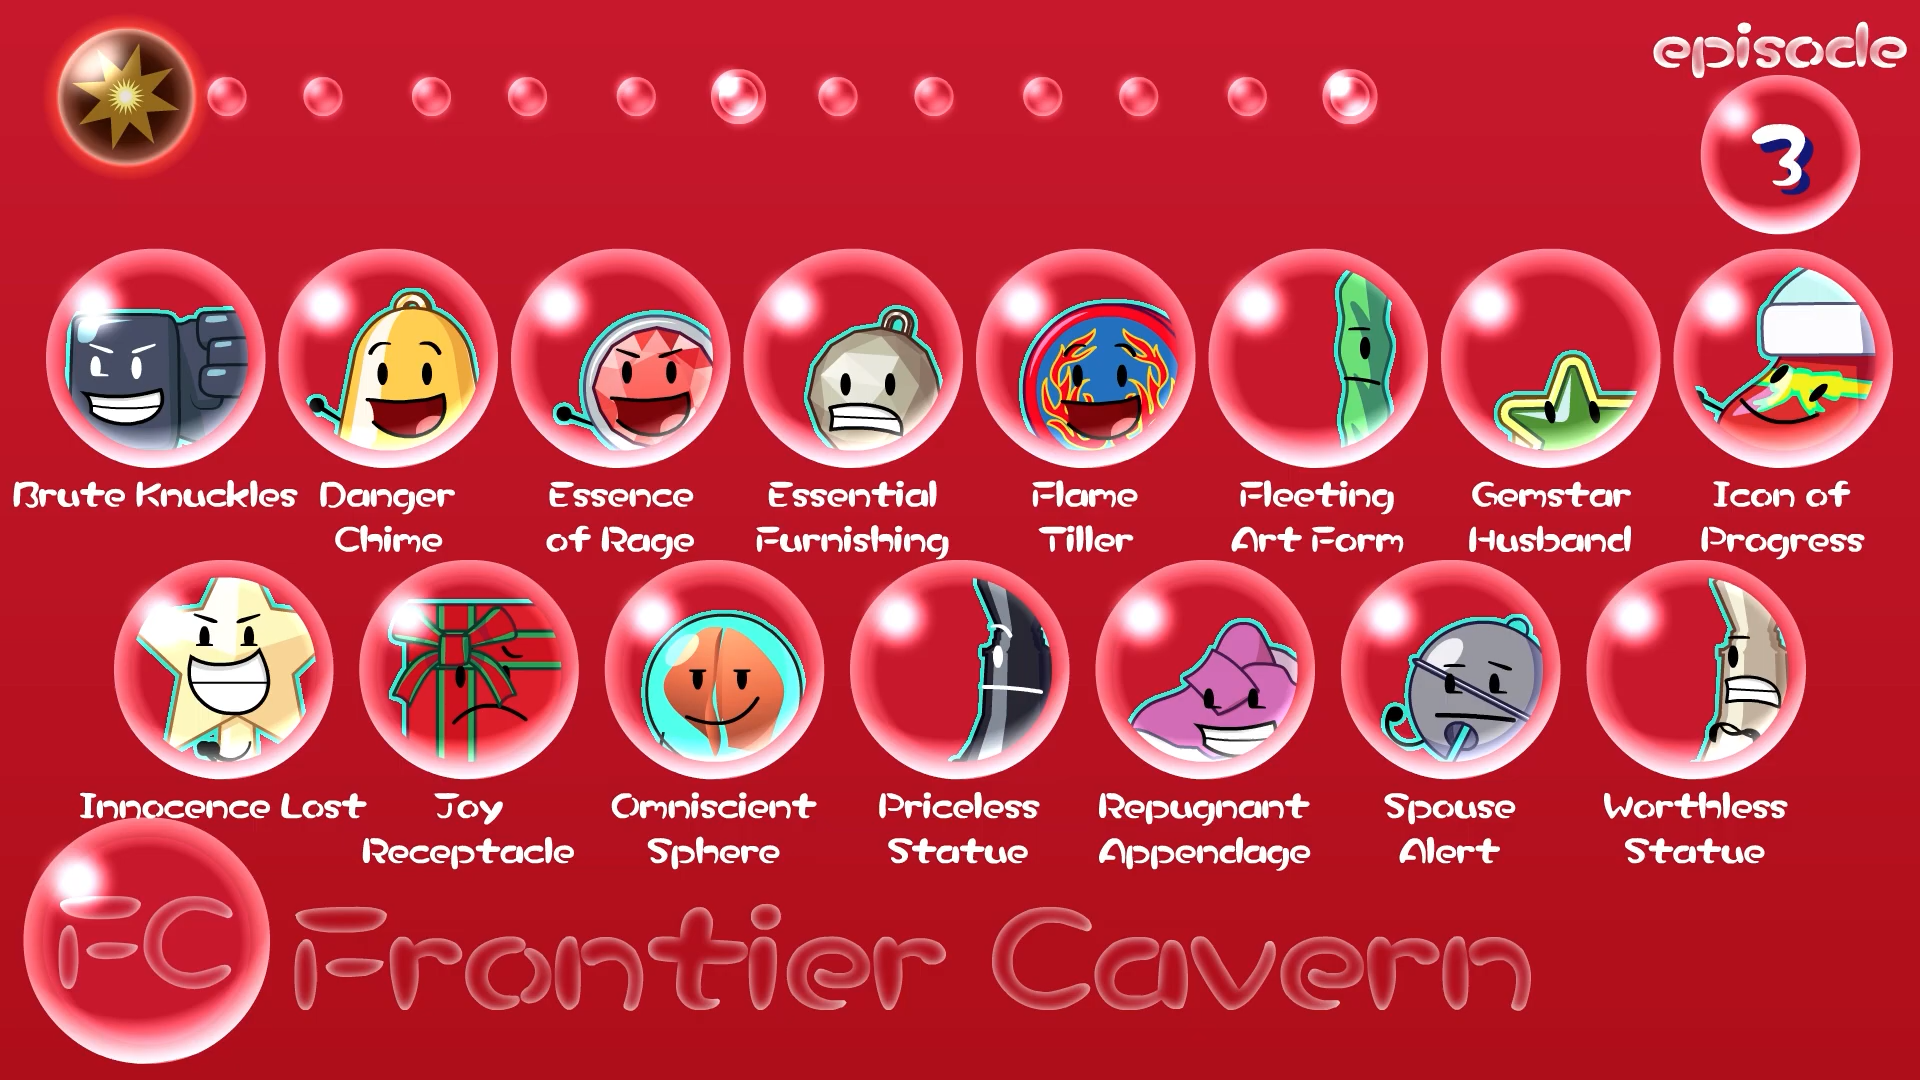 episode
3
Brute Knuckles
Danger
Chime
Essence
of Rage
Essential
Furnishing
Flame
Tiller
Fleeting
Art Form
Gemstar
Husband
Icon of
Progress
Innocence Lost
Joy
Receptacle
Omniscient
Sphere
Priceless
Statue
Repugnant
Appendage
Spouse
Alert
Worthless
Statue
FC
Frontier Cavern